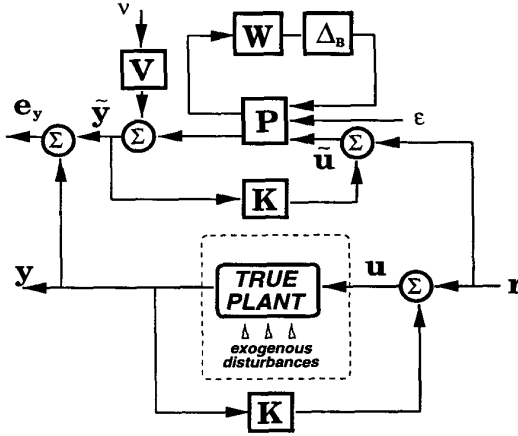 ν
W Δ_B
V
e_y ỹ
Σ Σ P ε
ũ Σ
K
y TRUE PLANT u Σ r
exogenous
disturbances
K